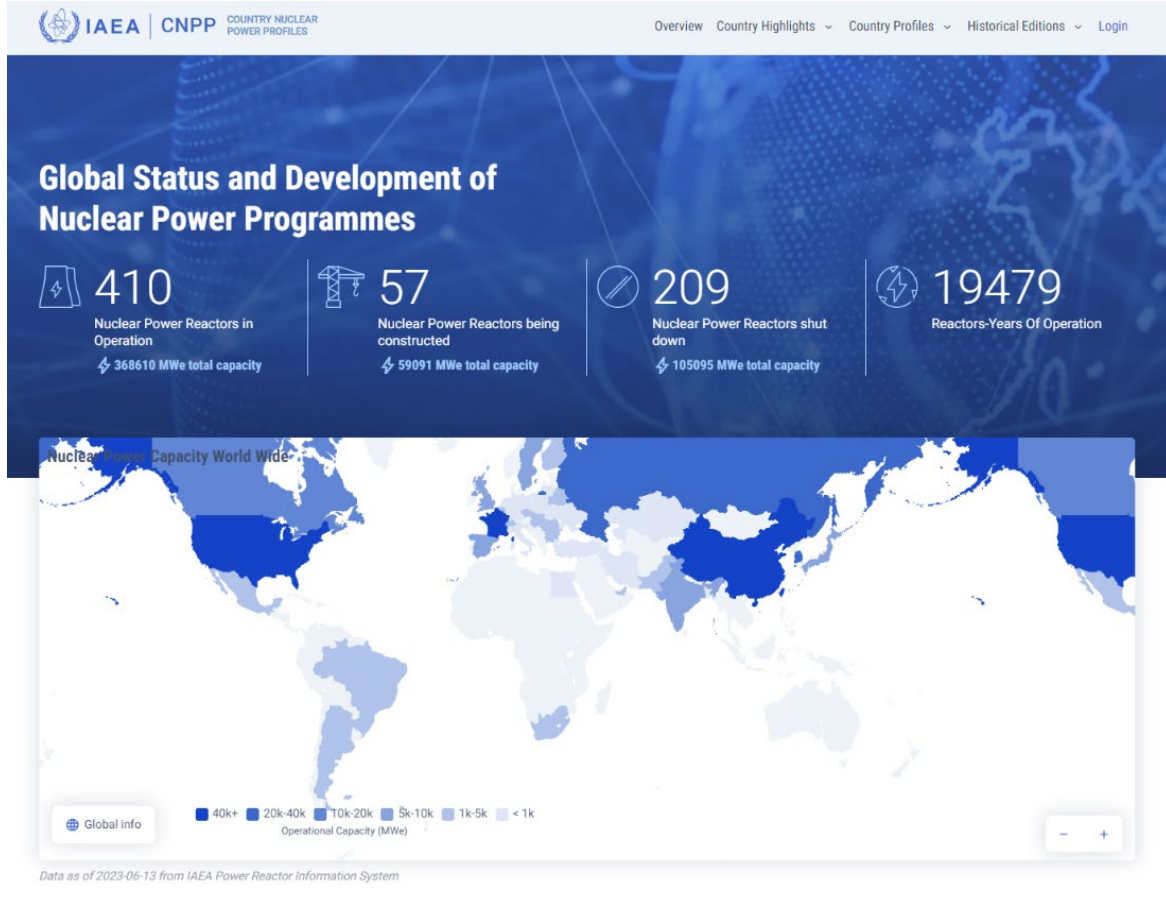 IAEA CNPP COUNTRY NUCLEAR
POWER PROFILES
Overview Country Highlights Country Profiles Historical Editions Login
Global Status and Development of
Nuclear Power Programmes
410
Nuclear Power Reactors in
Operation
368610 MWe total capacity
57
Nuclear Power Reactors being
constructed
59091 MWe total capacity
209
Nuclear Power Reactors shut
down
105095 MWe total capacity
19479
Reactors-Years Of Operation
Nuclear Power Capacity World Wide
40k+ 20k-40k 10k-20k 5k-10k 1k-5k < 1k
Operational Capacity (MWe)
Global info
− +
Data as of 2023-06-13 from IAEA Power Reactor Information System